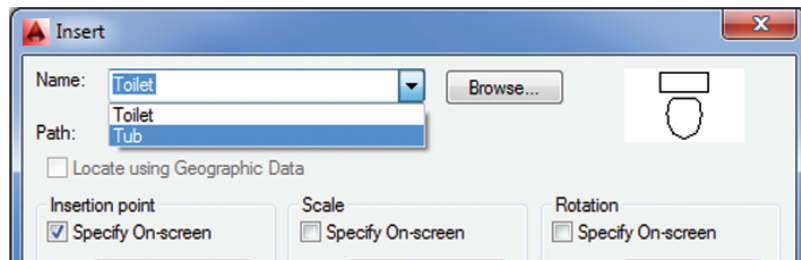 Insert
Name: Toilet Browse...
Toilet
Path: Tub
Locate using Geographic Data
Insertion point Scale Rotation
Specify On-screen Specify On-screen Specify On-screen